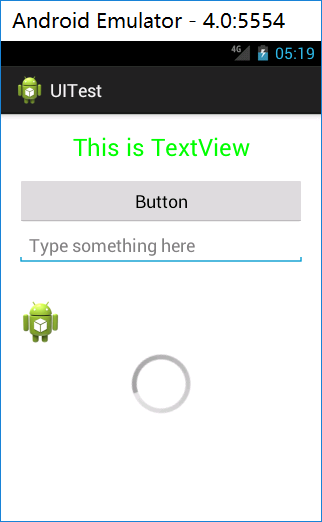 Android Emulator - 4.0:5554
4G 05:19
UITest
This is TextView
Button
Type something here